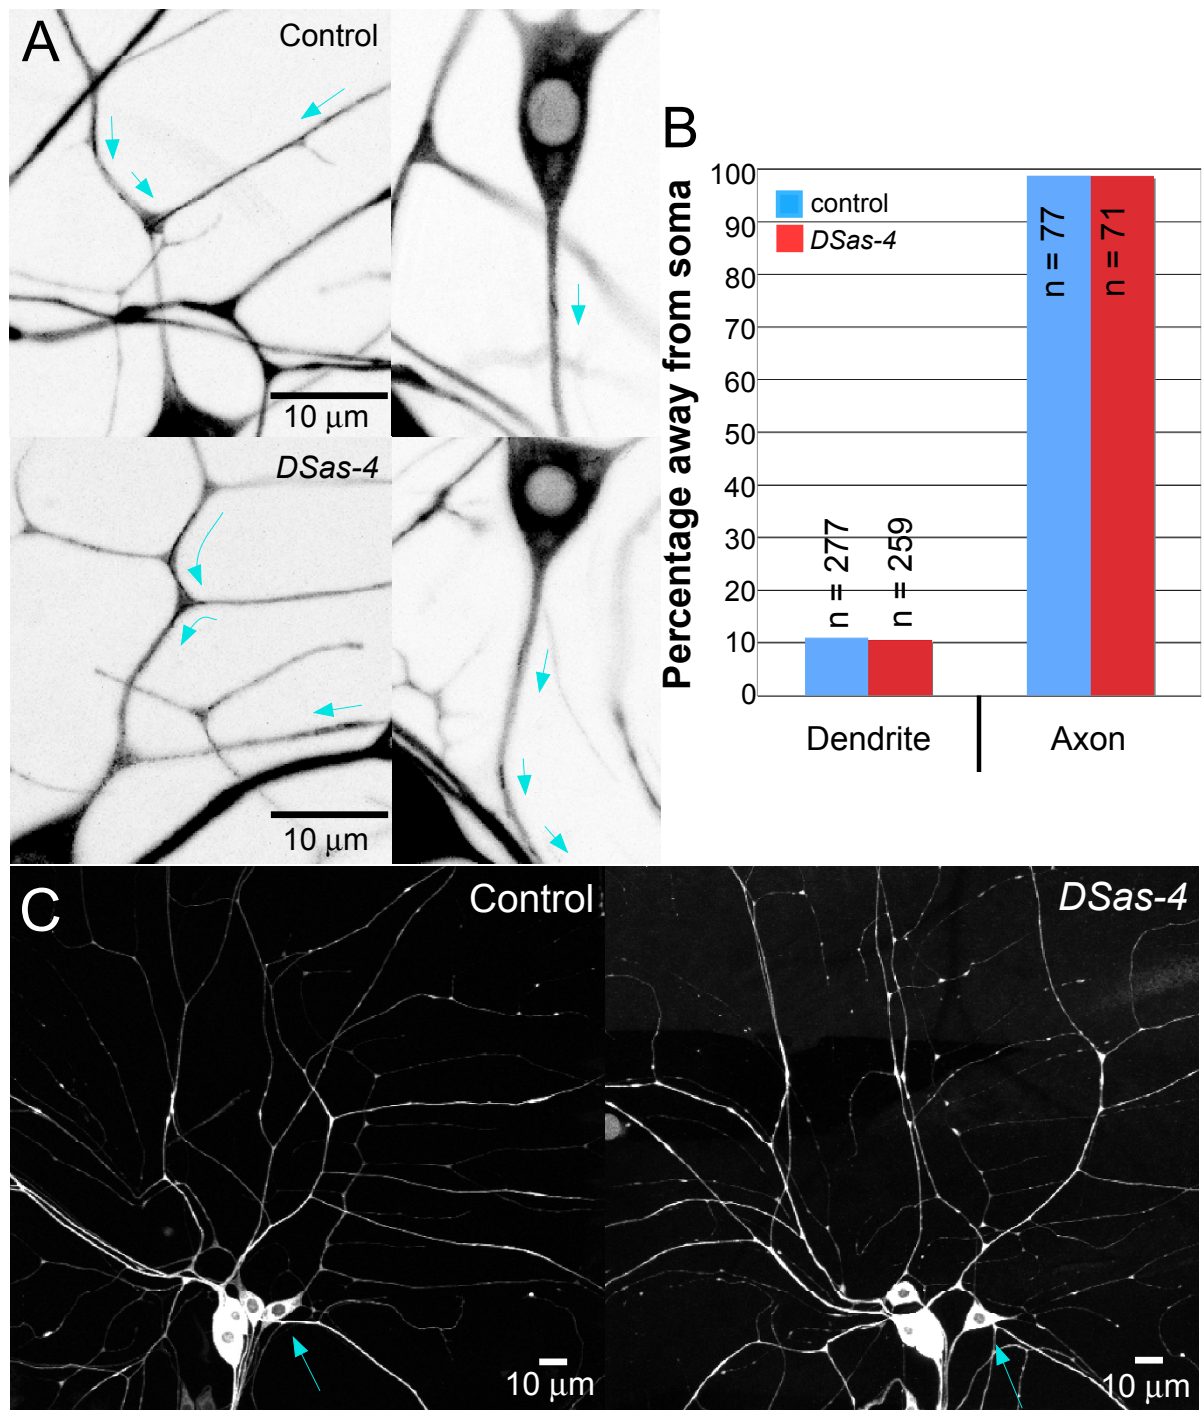 A
Control
10 μm
DSas-4
10 μm
B
Percentage away from soma
100
90
80
70
60
50
40
30
20
10
0
control
DSas-4
n = 277
n = 259
n = 77
n = 71
Dendrite
Axon
C
Control
10 μm
DSas-4
10 μm